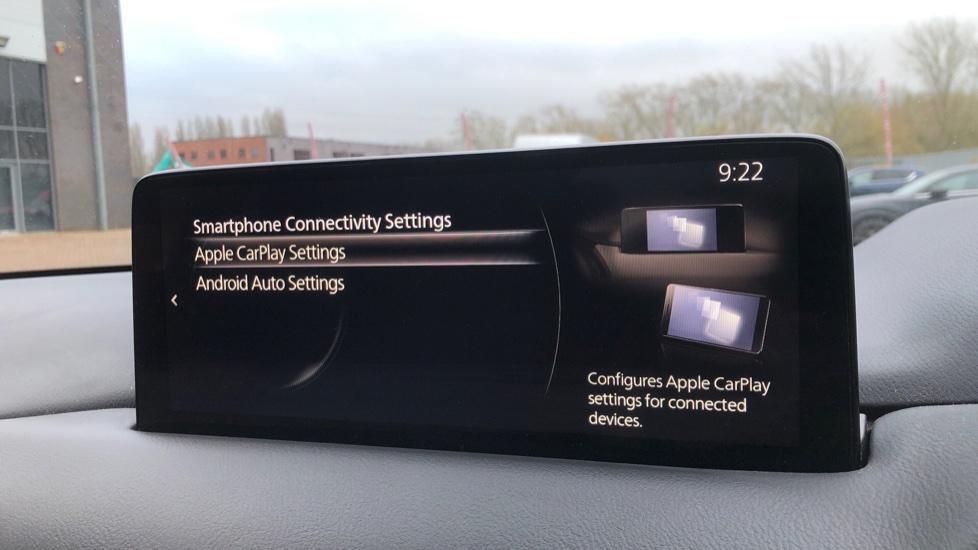 9:22
Smartphone Connectivity Settings
Apple CarPlay Settings
Android Auto Settings
Configures Apple CarPlay
settings for connected
devices.